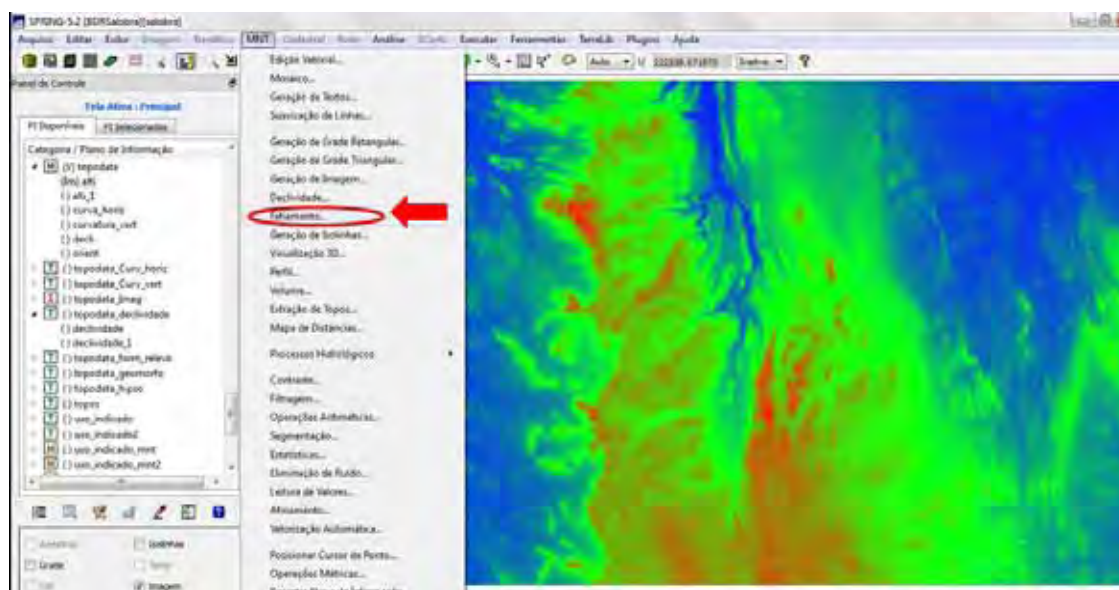 SPRING-5.2 [BDRSalobra][salobra]
Arquivo Editar Exibir Imagem Temático MNT Cadastral Rede Análise Executar Ferramentas TerraLib Plugins Ajuda
Auto Inativo
Painel de Controle
Tela Ativa : Principal
PI Disponíveis PI Selecionados
Categoria / Plano de Informação
(V) topodata
alti
( ) alti_1
( ) curva_horiz
( ) curvatura_vert
( ) decli
( ) orient
( ) topodata_Curv_horiz
( ) topodata_Curv_vert
( ) topodata_Imag
( ) topodata_declividade
( ) declividade
( ) declividade_1
( ) topodata_form_relevo
( ) topodata_geomorfo
( ) topodata_hipso
( ) topos
( ) uso_indicado
( ) uso_indicado2
( ) uso_indicado_mnt
( ) uso_indicado_mnt2
Grade
Isolinhas
Imagem
Edição Vetorial...
Mosaico...
Geração de Textos...
Suavização de Linhas...
Geração de Grade Retangular...
Geração de Grade Triangular...
Geração de Imagem...
Declividade...
Fatiamento...
Geração de Isolinhas...
Visualização 3D...
Perfil...
Volume...
Extração de Topos...
Mapa de Distâncias...
Processos Hidrológicos
Contraste...
Filtragem...
Operações Aritméticas...
Segmentação...
Estatísticas...
Eliminação de Ruído...
Leitura de Valores...
Afinamento...
Valorização Automática...
Posicionar Cursor de Ponto...
Operações Métricas...